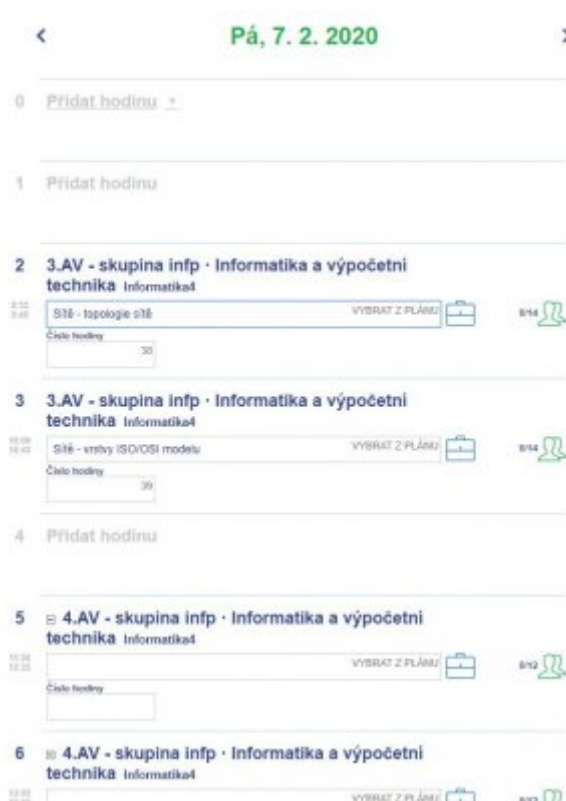 Pá, 7. 2. 2020
0 Přidat hodinu
1 Přidat hodinu
2 3.AV - skupina infp · Informatika a výpočetní
technika Informatika4
Sítě - topologie sítě VYBRAT Z PLÁNU
Číslo hodiny
38
3 3.AV - skupina infp · Informatika a výpočetní
technika Informatika4
Sítě - vrstvy ISO/OSI modelu VYBRAT Z PLÁNU
Číslo hodiny
39
4 Přidat hodinu
5 4.AV - skupina infp · Informatika a výpočetní
technika Informatika4
VYBRAT Z PLÁNU
Číslo hodiny
6 4.AV - skupina infp · Informatika a výpočetní
technika Informatika4
VYBRAT Z PLÁNU